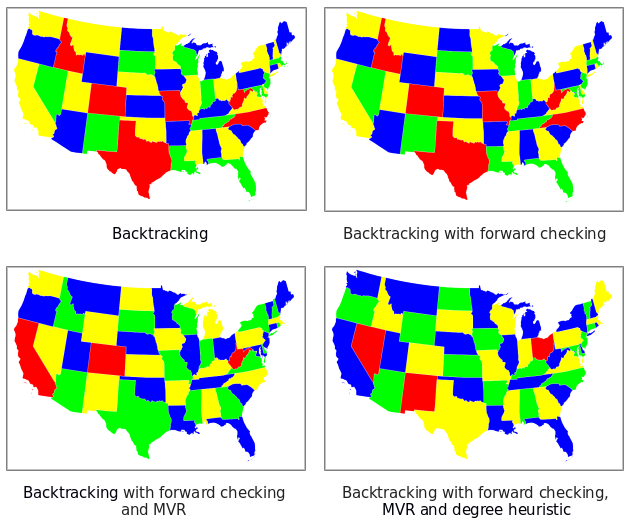 Backtracking
Backtracking with forward checking
Backtracking with forward checking
and MVR
Backtracking with forward checking,
MVR and degree heuristic